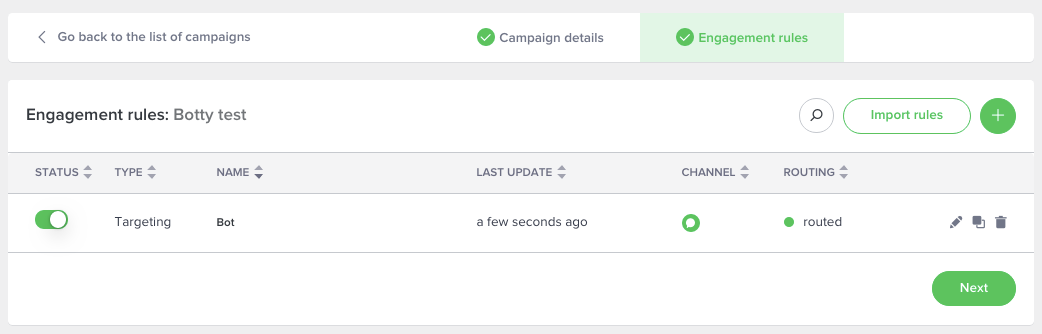 Go back to the list of campaigns Campaign details Engagement rules
Engagement rules: Botty test Import rules
STATUS TYPE NAME LAST UPDATE CHANNEL ROUTING
Targeting Bot a few seconds ago routed
Next